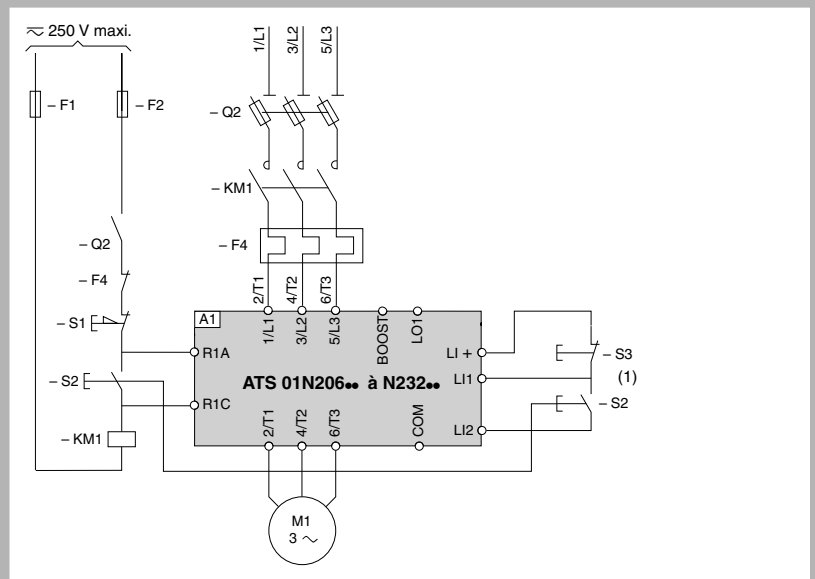 250 V maxi.
1/L1
3/L2
5/L3
– F1
– F2
– Q2
– KM1
– Q2
– F4
– F4
2/T1
4/T2
6/T3
– S1
A1
1/L1
3/L2
5/L3
BOOST
LO1
R1A
LI +
– S3
ATS 01N206•• à N232••
LI1
(1)
– S2
R1C
– S2
2/T1
4/T2
6/T3
COM
LI2
– KM1
M1
3 ~